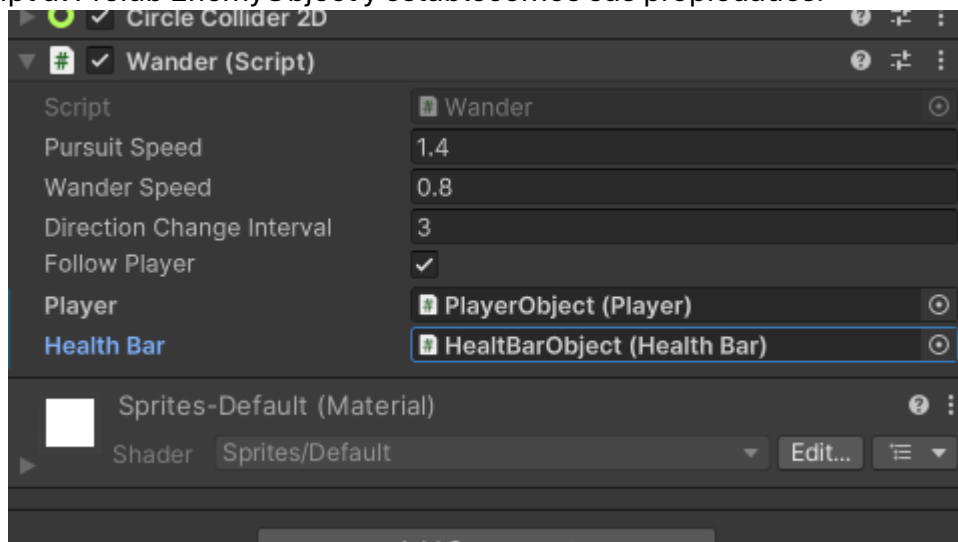 Circle Collider 2D
# Wander (Script)
Script # Wander
Pursuit Speed 1.4
Wander Speed 0.8
Direction Change Interval 3
Follow Player
Player # PlayerObject (Player)
Health Bar # HealtBarObject (Health Bar)
Sprites-Default (Material)
Shader Sprites/Default Edit...